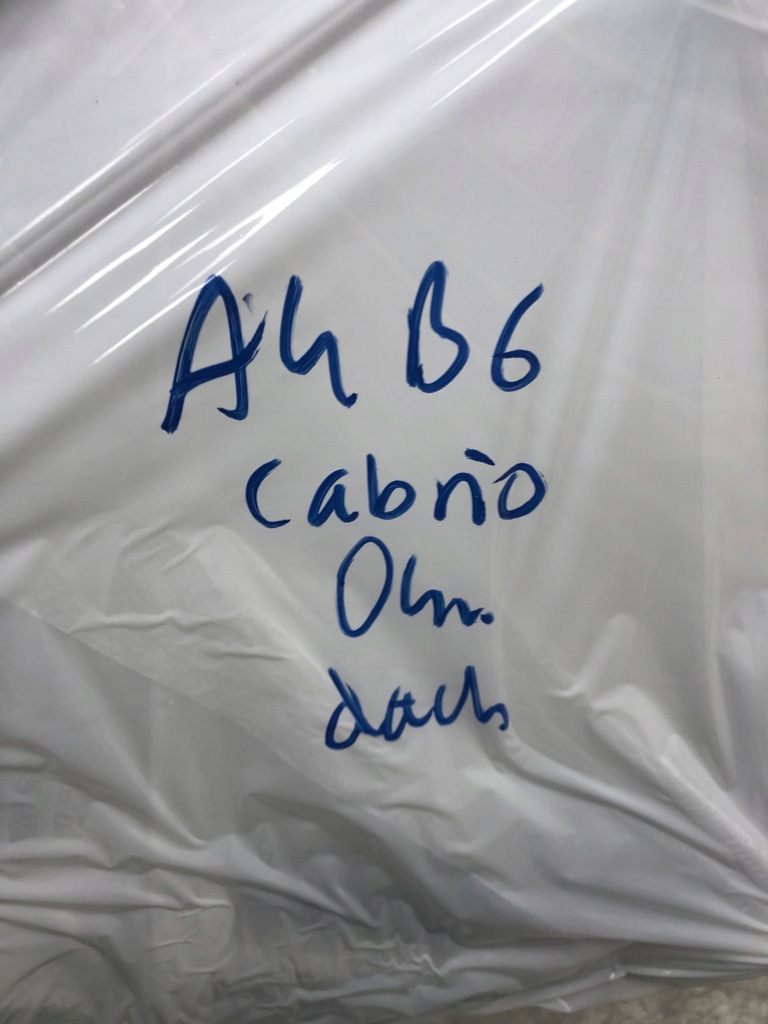 A4 B6
Cabrio
Ohn.
dach